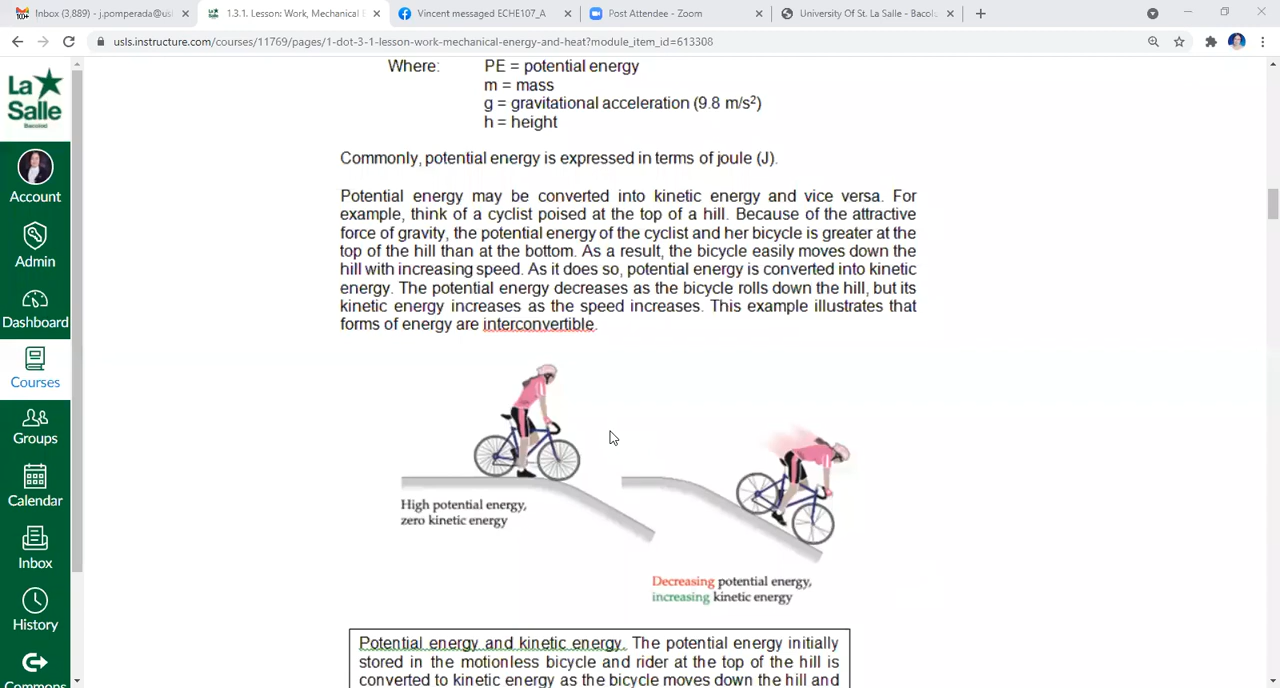 Inbox (3,889) - j.pomperada@us
1.3.1. Lesson: Work, Mechanical E
Vincent messaged ECHE107_A
Post Attendee - Zoom
University Of St. La Salle - Bacol
usls.instructure.com/courses/11769/pages/1-dot-3-1-lesson-work-mechanical-energy-and-heat?module_item_id=613308
La
Salle
Bacolod
Account
Admin
Dashboard
Courses
Groups
Calendar
Inbox
History
Commons
Where: PE = potential energy
m = mass
g = gravitational acceleration (9.8 m/s²)
h = height
Commonly, potential energy is expressed in terms of joule (J).
Potential energy may be converted into kinetic energy and vice versa. For
example, think of a cyclist poised at the top of a hill. Because of the attractive
force of gravity, the potential energy of the cyclist and her bicycle is greater at the
top of the hill than at the bottom. As a result, the bicycle easily moves down the
hill with increasing speed. As it does so, potential energy is converted into kinetic
energy. The potential energy decreases as the bicycle rolls down the hill, but its
kinetic energy increases as the speed increases. This example illustrates that
forms of energy are interconvertible.
High potential energy,
zero kinetic energy
Decreasing potential energy,
increasing kinetic energy
Potential energy and kinetic energy. The potential energy initially
stored in the motionless bicycle and rider at the top of the hill is
converted to kinetic energy as the bicycle moves down the hill and